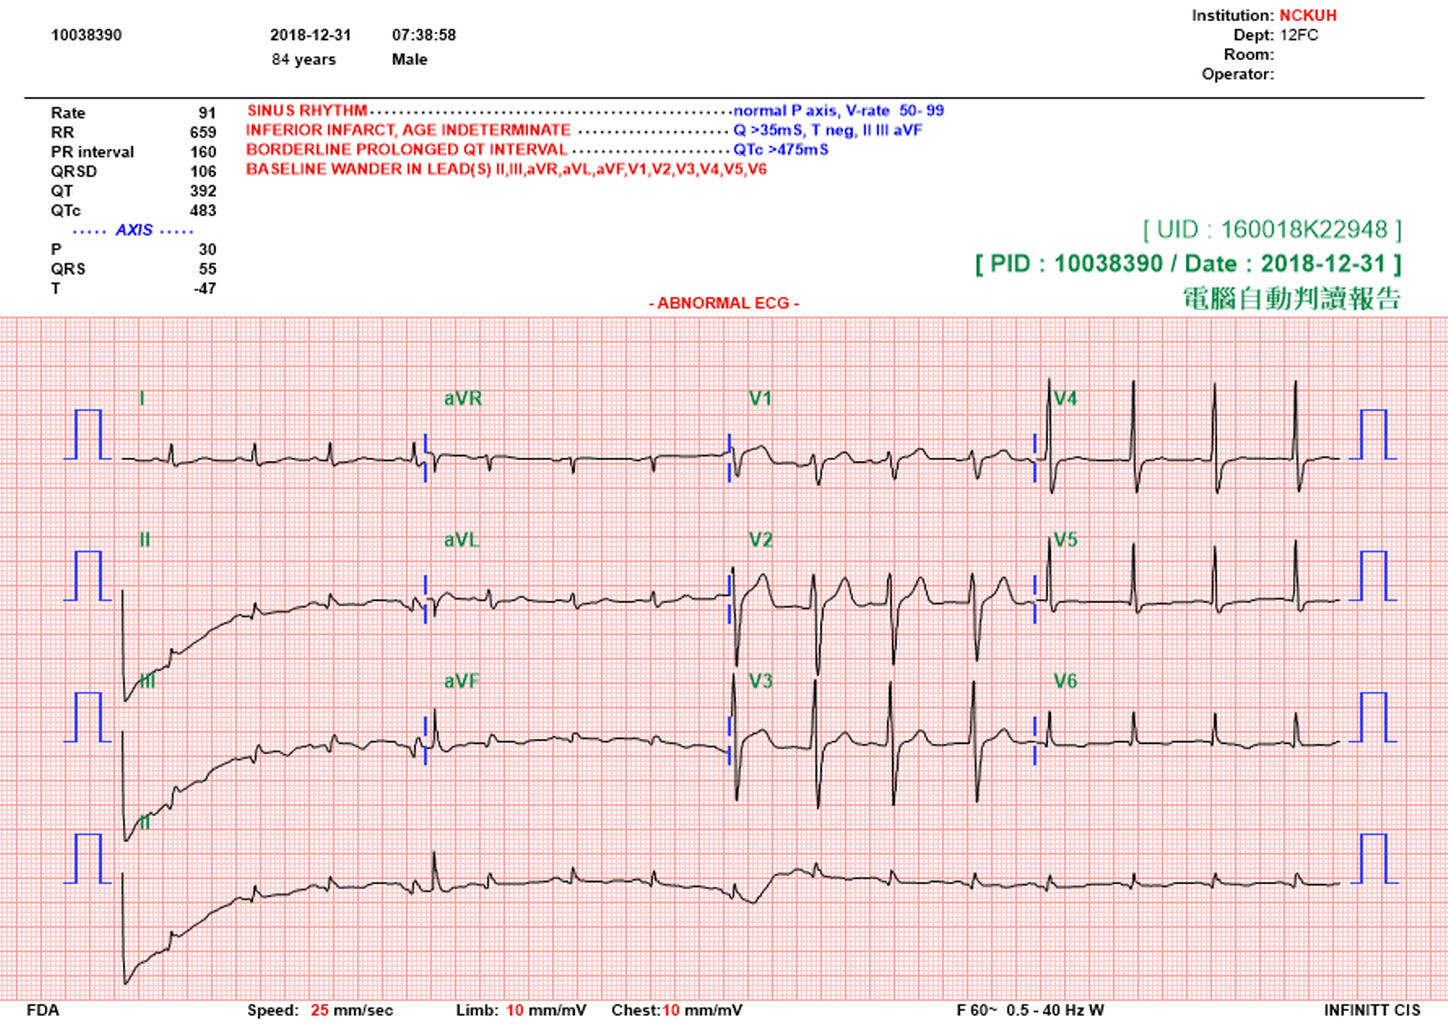 Institution: NCKUH
10038390 2018-12-31 07:38:58 Dept: 12FC
84 years Male Room:
Operator:
Rate 91 SINUS RHYTHM normal P axis, V-rate 50- 99
RR 659 INFERIOR INFARCT, AGE INDETERMINATE Q >35mS, T neg, II III aVF
PR interval 160 BORDERLINE PROLONGED QT INTERVAL QTc >475mS
QRSD 106 BASELINE WANDER IN LEAD(S) II,III,aVR,aVL,aVF,V1,V2,V3,V4,V5,V6
QT 392
QTc 483
····· AXIS ·····
P 30
QRS 55
T -47
[ UID : 160018K22948 ]
[ PID : 10038390 / Date : 2018-12-31 ]
電腦自動判讀報告
- ABNORMAL ECG -
I aVR V1 V4
II aVL V2 V5
III aVF V3 V6
II
FDA Speed: 25 mm/sec Limb: 10 mm/mV Chest:10 mm/mV F 60~ 0.5 - 40 Hz W INFINITT CIS